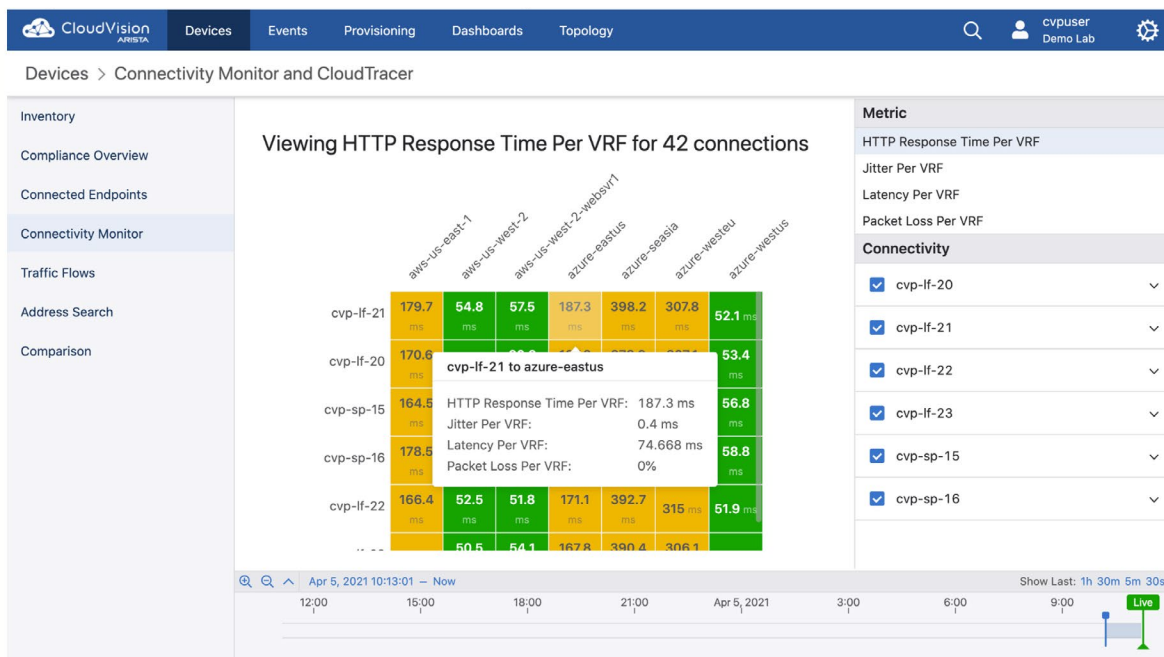 CloudVision
ARISTA
Devices Events Provisioning Dashboards Topology
cvpuser
Demo Lab
Devices > Connectivity Monitor and CloudTracer
Inventory
Compliance Overview
Connected Endpoints
Connectivity Monitor
Traffic Flows
Address Search
Comparison
Viewing HTTP Response Time Per VRF for 42 connections
aws-us-east-1
aws-us-west-2
aws-us-west-2-websvr1
azure-eastus
azure-seasia
azure-westeu
azure-westus
cvp-lf-21 179.7 ms 54.8 ms 57.5 ms 187.3 ms 398.2 ms 307.8 ms 52.1 ms
cvp-lf-20 170.6 ms 53.4 ms
cvp-sp-15 164.5 ms 56.8 ms
cvp-sp-16 178.5 ms 58.8 ms
cvp-lf-22 166.4 ms 52.5 ms 51.8 ms 171.1 ms 392.7 ms 315 ms 51.9 ms
50.5 54.1 167.8 390.4 306.1
cvp-lf-21 to azure-eastus
HTTP Response Time Per VRF: 187.3 ms
Jitter Per VRF: 0.4 ms
Latency Per VRF: 74.668 ms
Packet Loss Per VRF: 0%
Metric
HTTP Response Time Per VRF
Jitter Per VRF
Latency Per VRF
Packet Loss Per VRF
Connectivity
cvp-lf-20
cvp-lf-21
cvp-lf-22
cvp-lf-23
cvp-sp-15
cvp-sp-16
Apr 5, 2021 10:13:01 – Now
Show Last: 1h 30m 5m 30s
12:00 15:00 18:00 21:00 Apr 5, 2021 3:00 6:00 9:00 Live